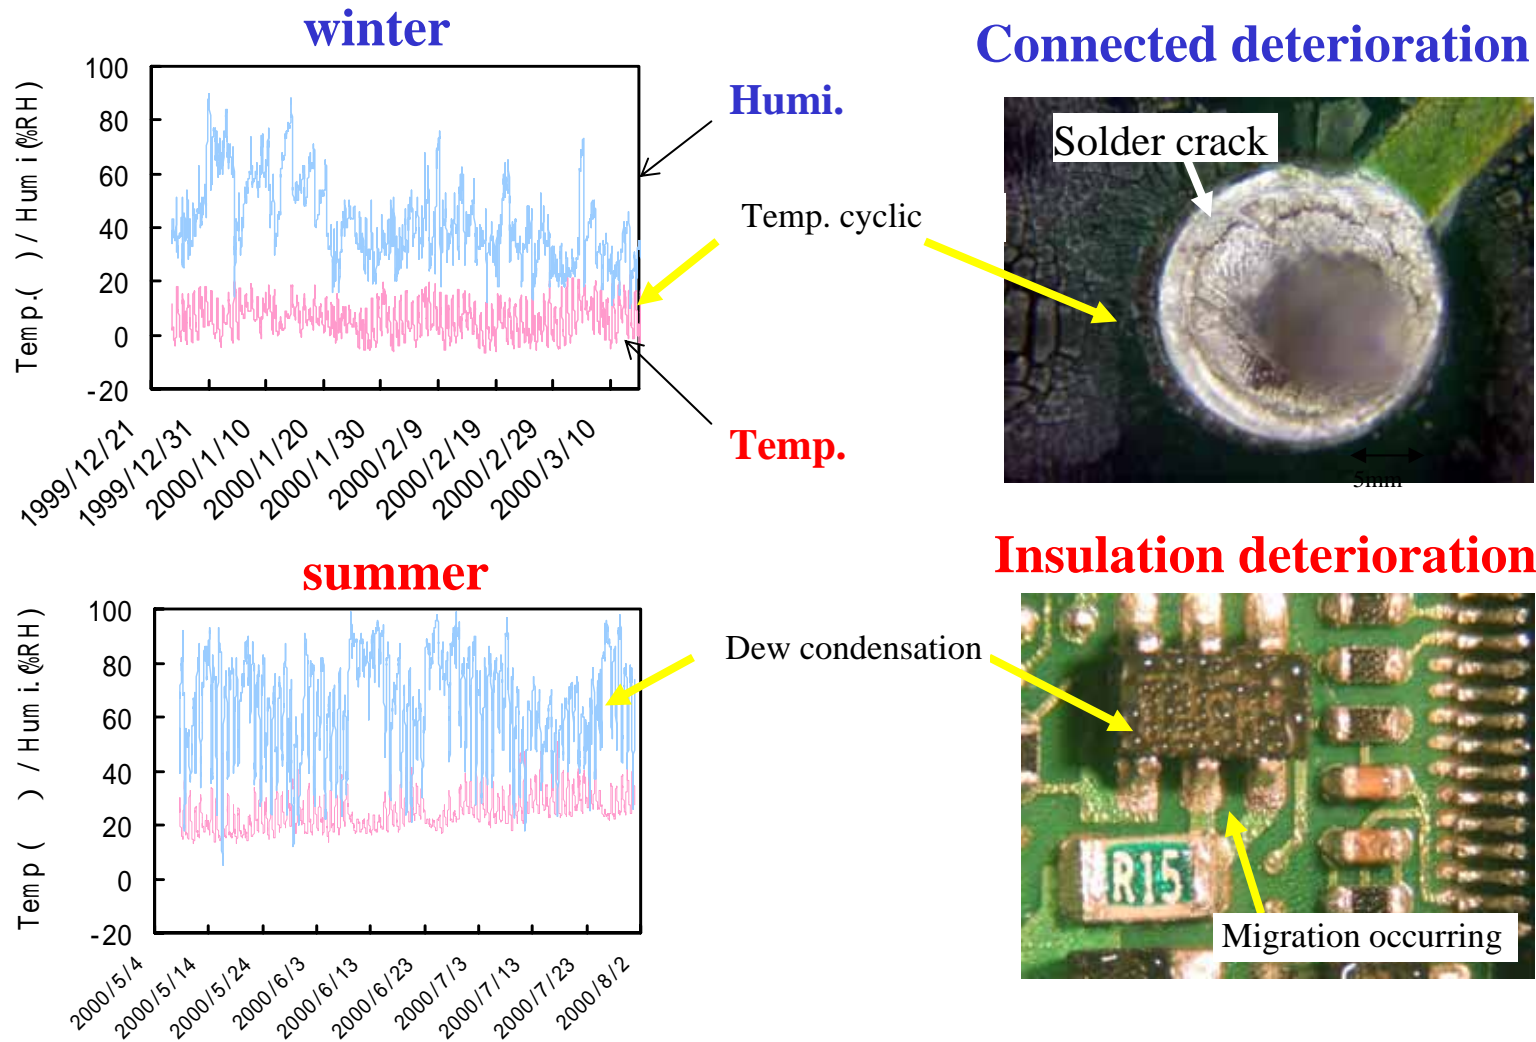 winter
Connected deterioration
Temp.( ) / Humi(%RH)
100
80
60
40
20
0
-20
1999/12/21
1999/12/31
2000/1/10
2000/1/20
2000/1/30
2000/2/9
2000/2/19
2000/2/29
2000/3/10
Humi.
Temp. cyclic
Temp.
Solder crack
5mm
summer
Insulation deterioration
Temp ( ) / Humi.(%RH)
100
80
60
40
20
0
-20
2000/5/4
2000/5/14
2000/5/24
2000/6/3
2000/6/13
2000/6/23
2000/7/3
2000/7/13
2000/7/23
2000/8/2
Dew condensation
R15
Migration occurring